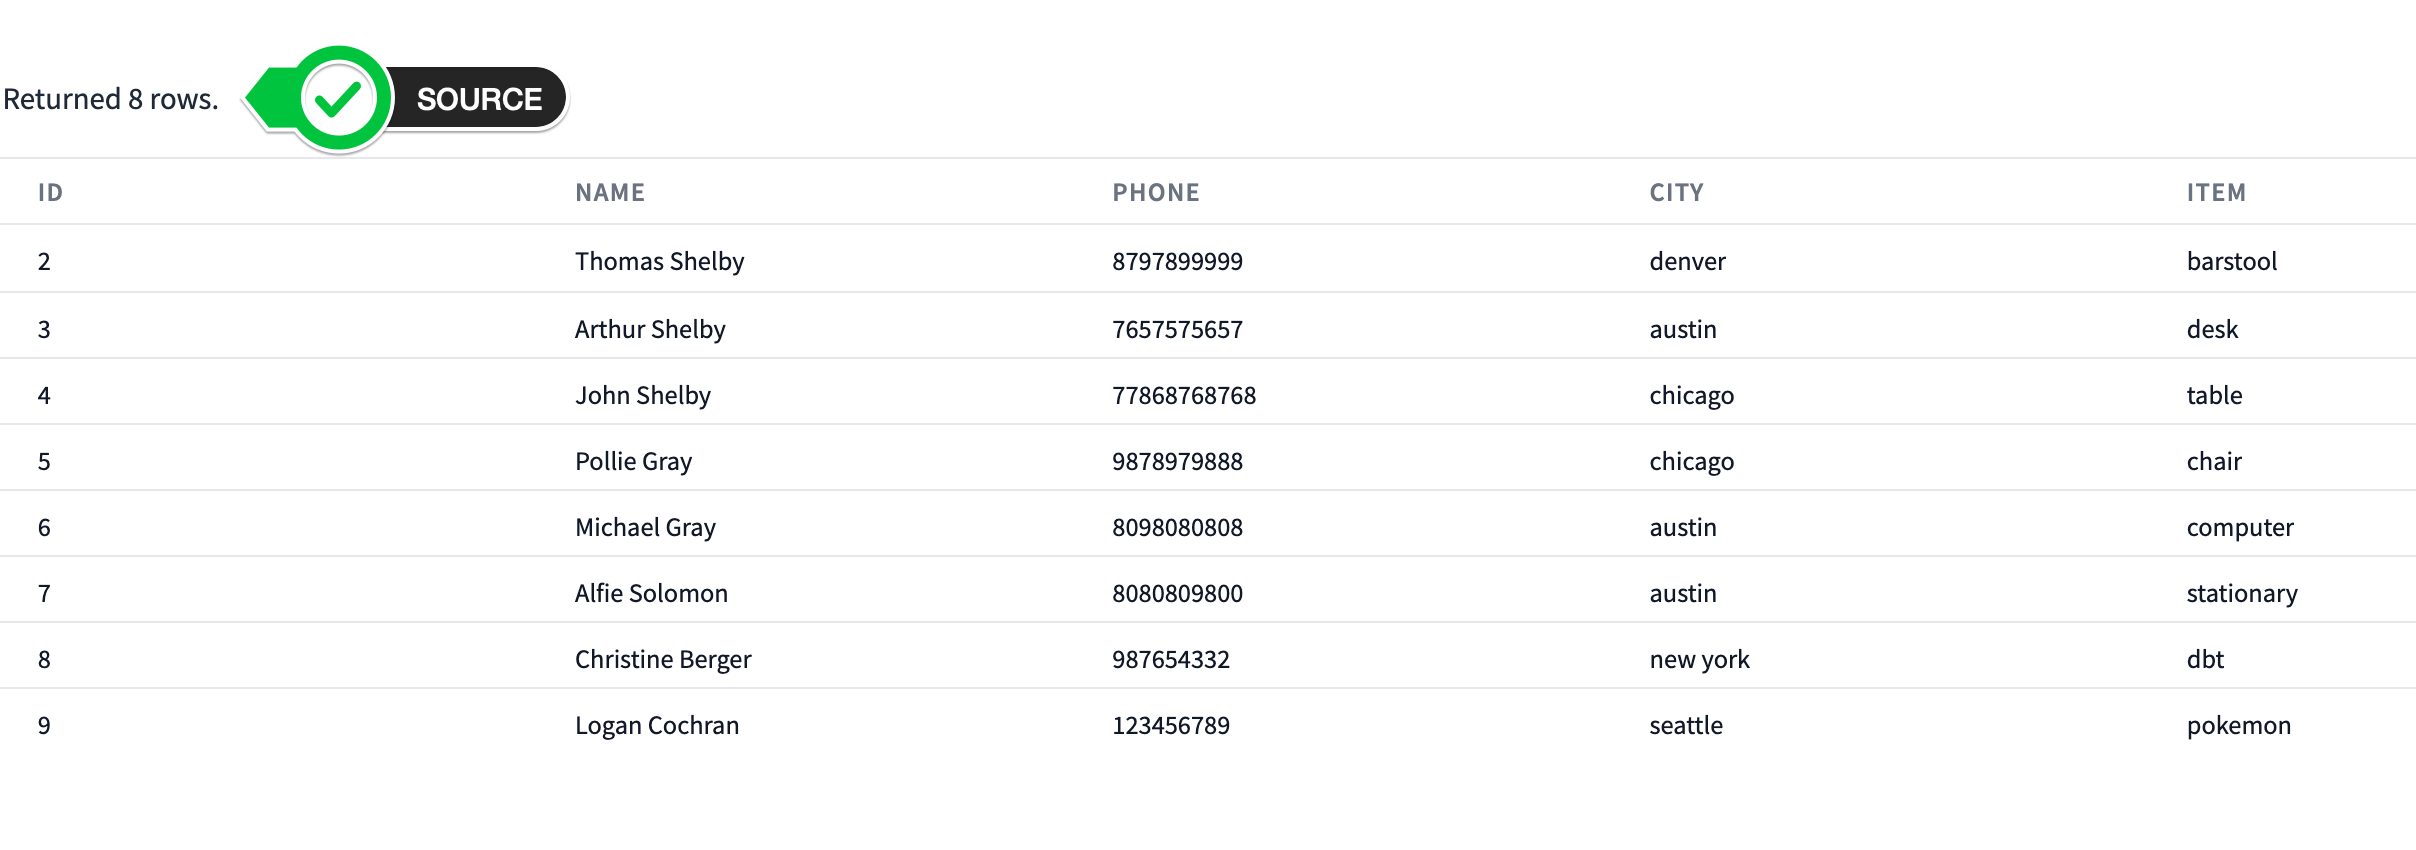 Returned 8 rows. SOURCE
ID NAME PHONE CITY ITEM
2 Thomas Shelby 8797899999 denver barstool
3 Arthur Shelby 7657575657 austin desk
4 John Shelby 77868768768 chicago table
5 Pollie Gray 9878979888 chicago chair
6 Michael Gray 8098080808 austin computer
7 Alfie Solomon 8080809800 austin stationary
8 Christine Berger 987654332 new york dbt
9 Logan Cochran 123456789 seattle pokemon